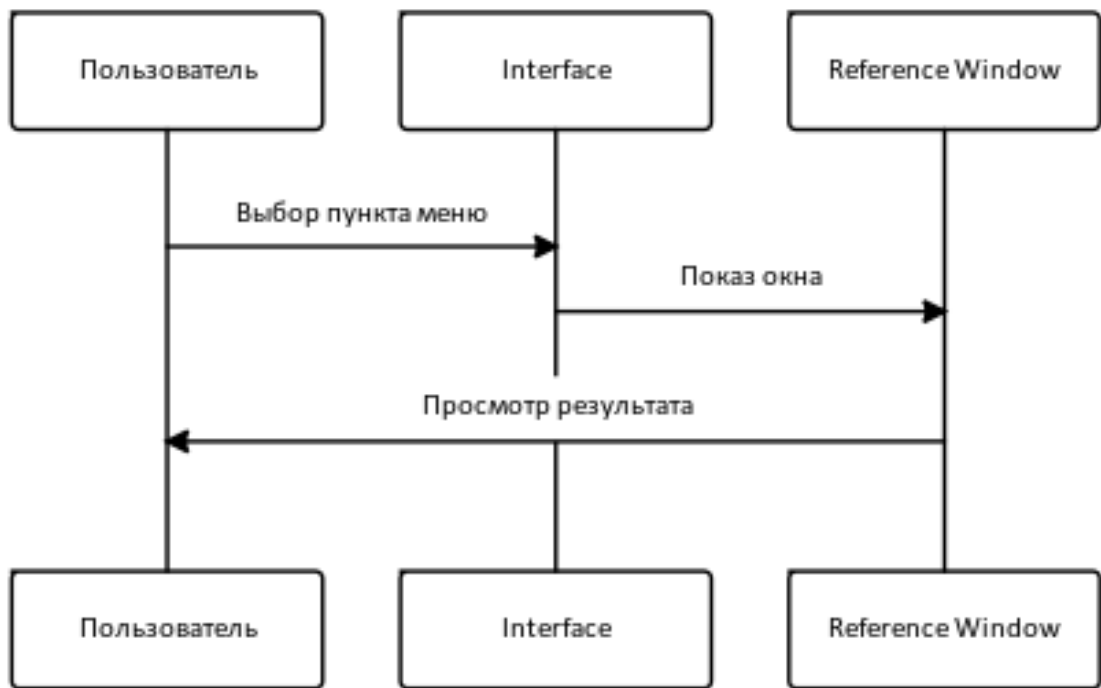 Пользователь
Interface
Reference Window
Выбор пункта меню
Показ окна
Просмотр результата
Пользователь
Interface
Reference Window